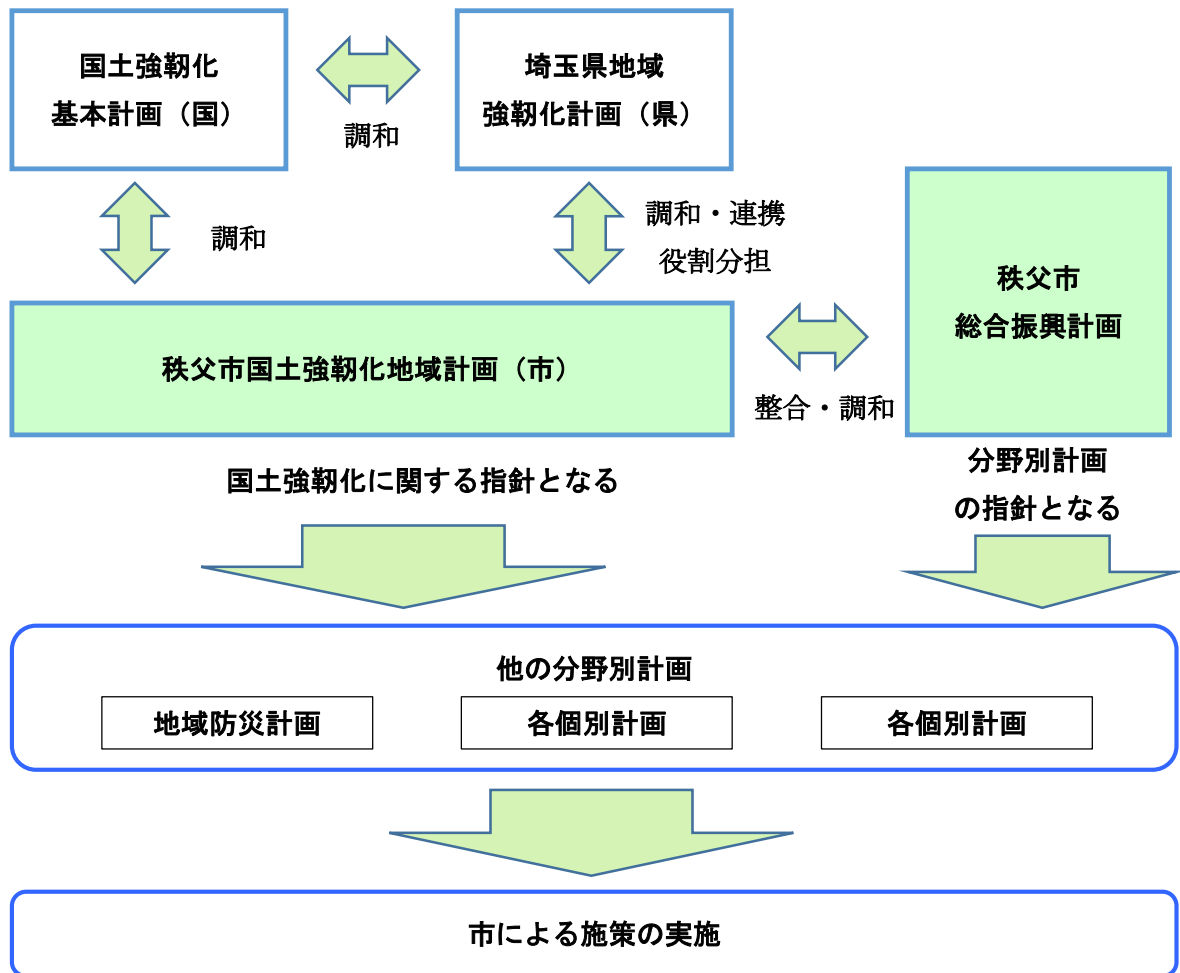 国土強靭化
基本計画（国）
調和
埼玉県地域
強靭化計画（県）
調和
調和・連携
役割分担
秩父市国土強靭化地域計画（市）
整合・調和
秩父市
総合振興計画
国土強靭化に関する指針となる
分野別計画
の指針となる
他の分野別計画
地域防災計画
各個別計画
各個別計画
市による施策の実施